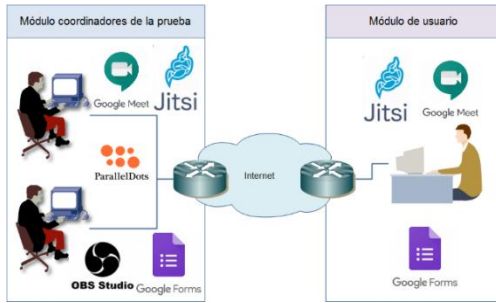 Módulo coordinadores de la prueba
Módulo de usuario
Google Meet
Jitsi
ParallelDots
OBS Studio
Google Forms
Internet
Jitsi
Google Meet
Google Forms